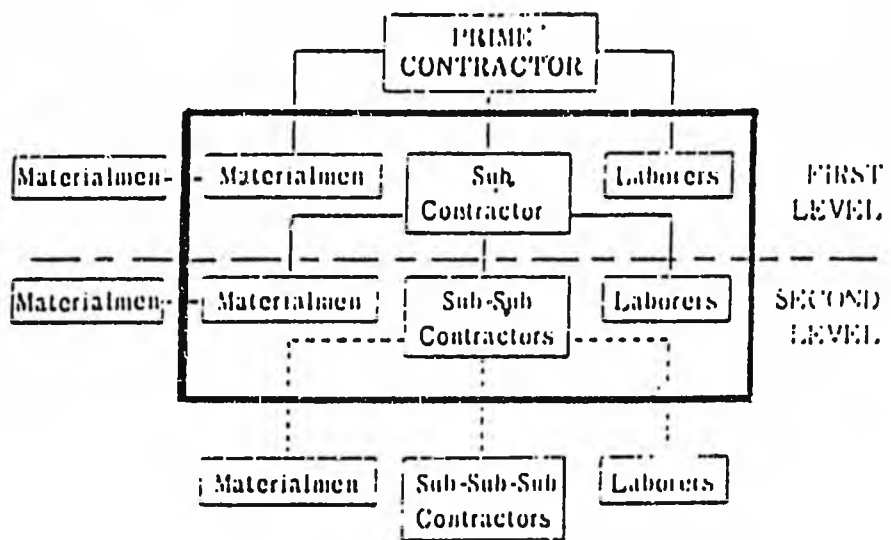 PRIME
CONTRACTOR
Materialmen
Materialmen
Sub
Contractor
Laborers
FIRST
LEVEL
Materialmen
Materialmen
Sub-Sub
Contractors
Laborers
SECOND
LEVEL
Materialmen
Sub-Sub-Sub
Contractors
Laborers